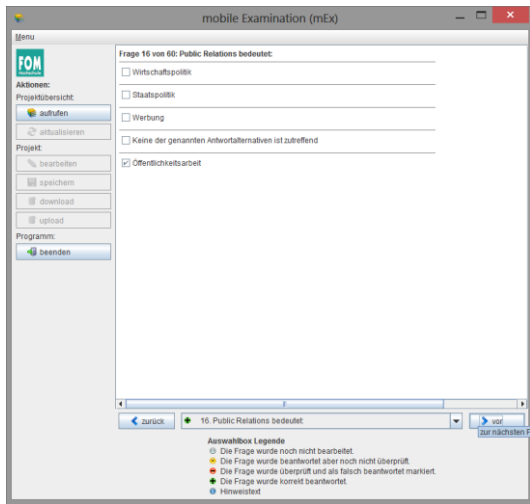 mobile Examination (mEx)
Menu
FOM
Hochschule
Aktionen:
Projektübersicht:
aufrufen
aktualisieren
Projekt:
bearbeiten
speichern
download
upload
Programm:
beenden
Frage 16 von 60: Public Relations bedeutet:
Wirtschaftspolitik
Staatspolitik
Werbung
Keine der genannten Antwortalternativen ist zutreffend
Öffentlichkeitsarbeit
zurück
16. Public Relations bedeutet:
vor
zur nächsten F
Auswahlbox Legende
Die Frage wurde noch nicht bearbeitet.
Die Frage wurde beantwortet aber noch nicht überprüft.
Die Frage wurde überprüft und als falsch beantwortet markiert.
Die Frage wurde korrekt beantwortet.
Hinweistext